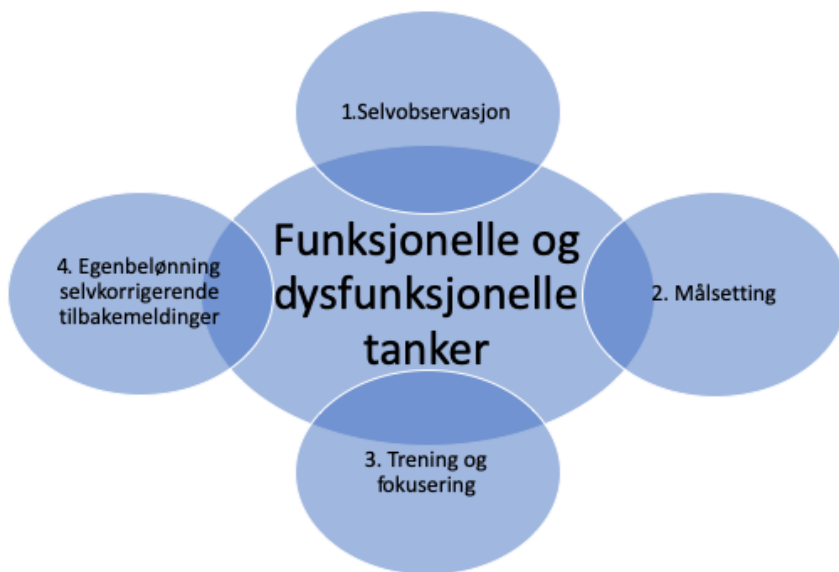 1.Selvobservasjon
Funksjonelle og
dysfunksjonelle
tanker
2. Målsetting
3. Trening og
fokusering
4. Egenbelønning
selvkorrigerende
tilbakemeldinger